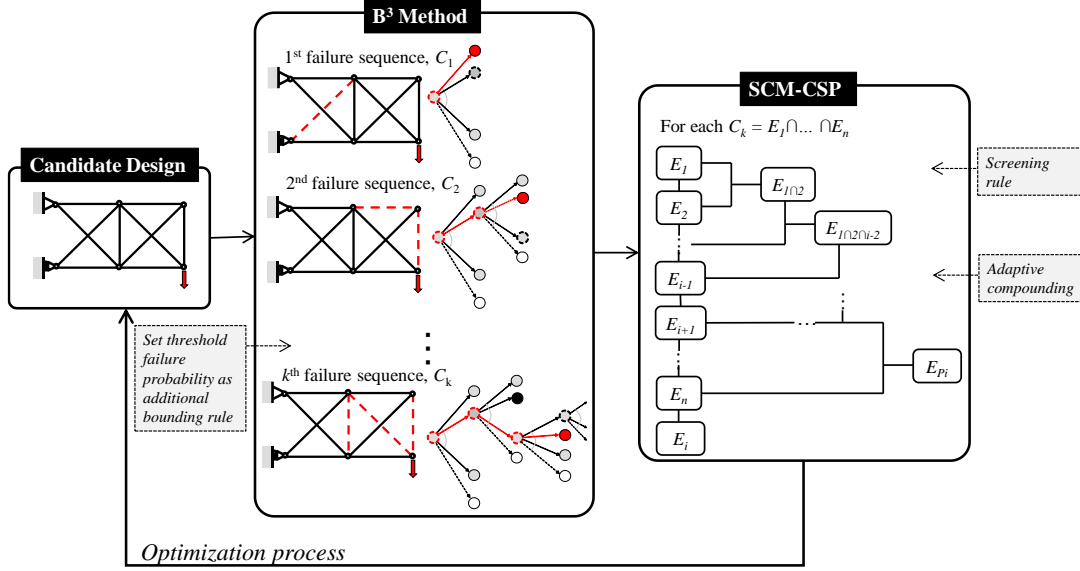 B³ Method
1st failure sequence, C1
2nd failure sequence, C2
⋮
kth failure sequence, Ck
Candidate Design
Set threshold
failure
probability as
additional
bounding rule
SCM-CSP
For each Ck = E1∩... ∩En
E1
E2
E1∩2
E1∩2∩i-2
Ei-1
Ei+1
En
Ei
EPi
Screening
rule
Adaptive
compounding
Optimization process